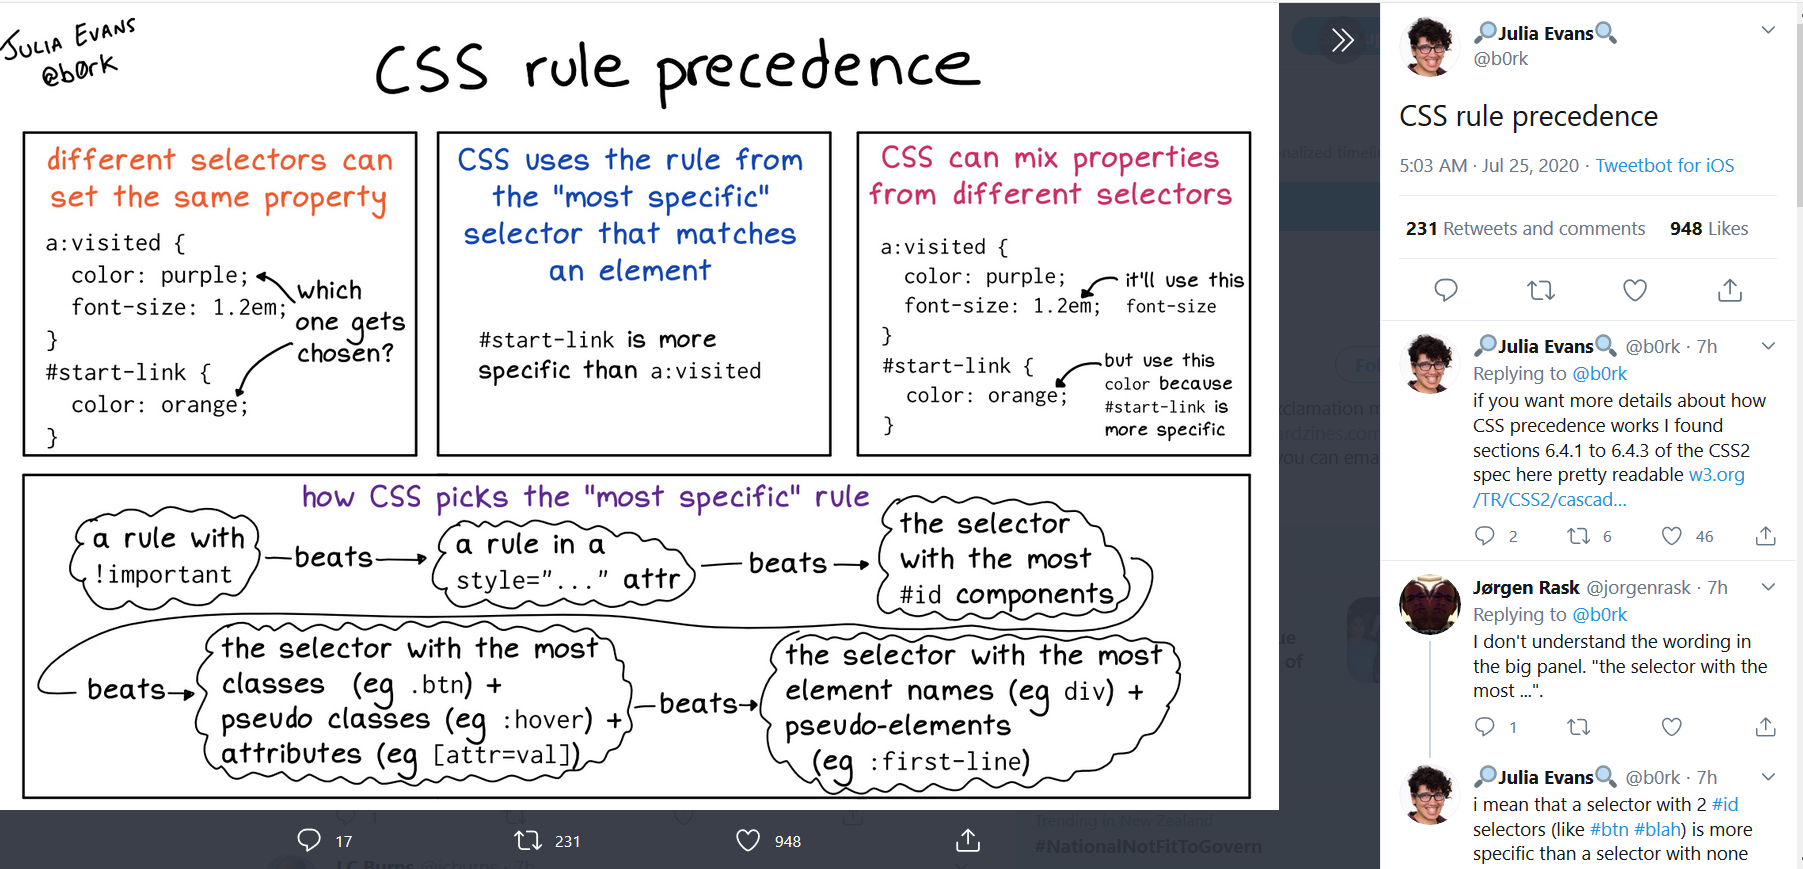 JULIA EVANS
@b0rk
CSS rule precedence
different selectors can
set the same property
a:visited {
color: purple;
font-size: 1.2em;
}
#start-link {
color: orange;
}
which
one gets
chosen?
CSS uses the rule from
the "most specific"
selector that matches
an element
#start-link is more
specific than a:visited
CSS can mix properties
from different selectors
a:visited {
color: purple;
font-size: 1.2em;
}
#start-link {
color: orange;
}
it'll use this
font-size
but use this
color because
#start-link is
more specific
how CSS picks the "most specific" rule
a rule with
!important
beats
a rule in a
style="..." attr
beats
the selector
with the most
#id components
beats
the selector with the most
classes (eg .btn) +
pseudo classes (eg :hover) +
attributes (eg [attr=val])
beats
the selector with the most
element names (eg div) +
pseudo-elements
(eg :first-line)
17
231
948
Trending in New Zealand
#NationalNotFitToGovern
Julia Evans
@b0rk
CSS rule precedence
5:03 AM · Jul 25, 2020 · Tweetbot for iOS
231 Retweets and comments 948 Likes
Julia Evans @b0rk · 7h
Replying to @b0rk
if you want more details about how
CSS precedence works I found
sections 6.4.1 to 6.4.3 of the CSS2
spec here pretty readable w3.org
/TR/CSS2/cascad...
2 6 46
Jørgen Rask @jorgenrask · 7h
Replying to @b0rk
I don't understand the wording in
the big panel. "the selector with the
most ...".
1
Julia Evans @b0rk · 7h
i mean that a selector with 2 #id
selectors (like #btn #blah) is more
specific than a selector with none